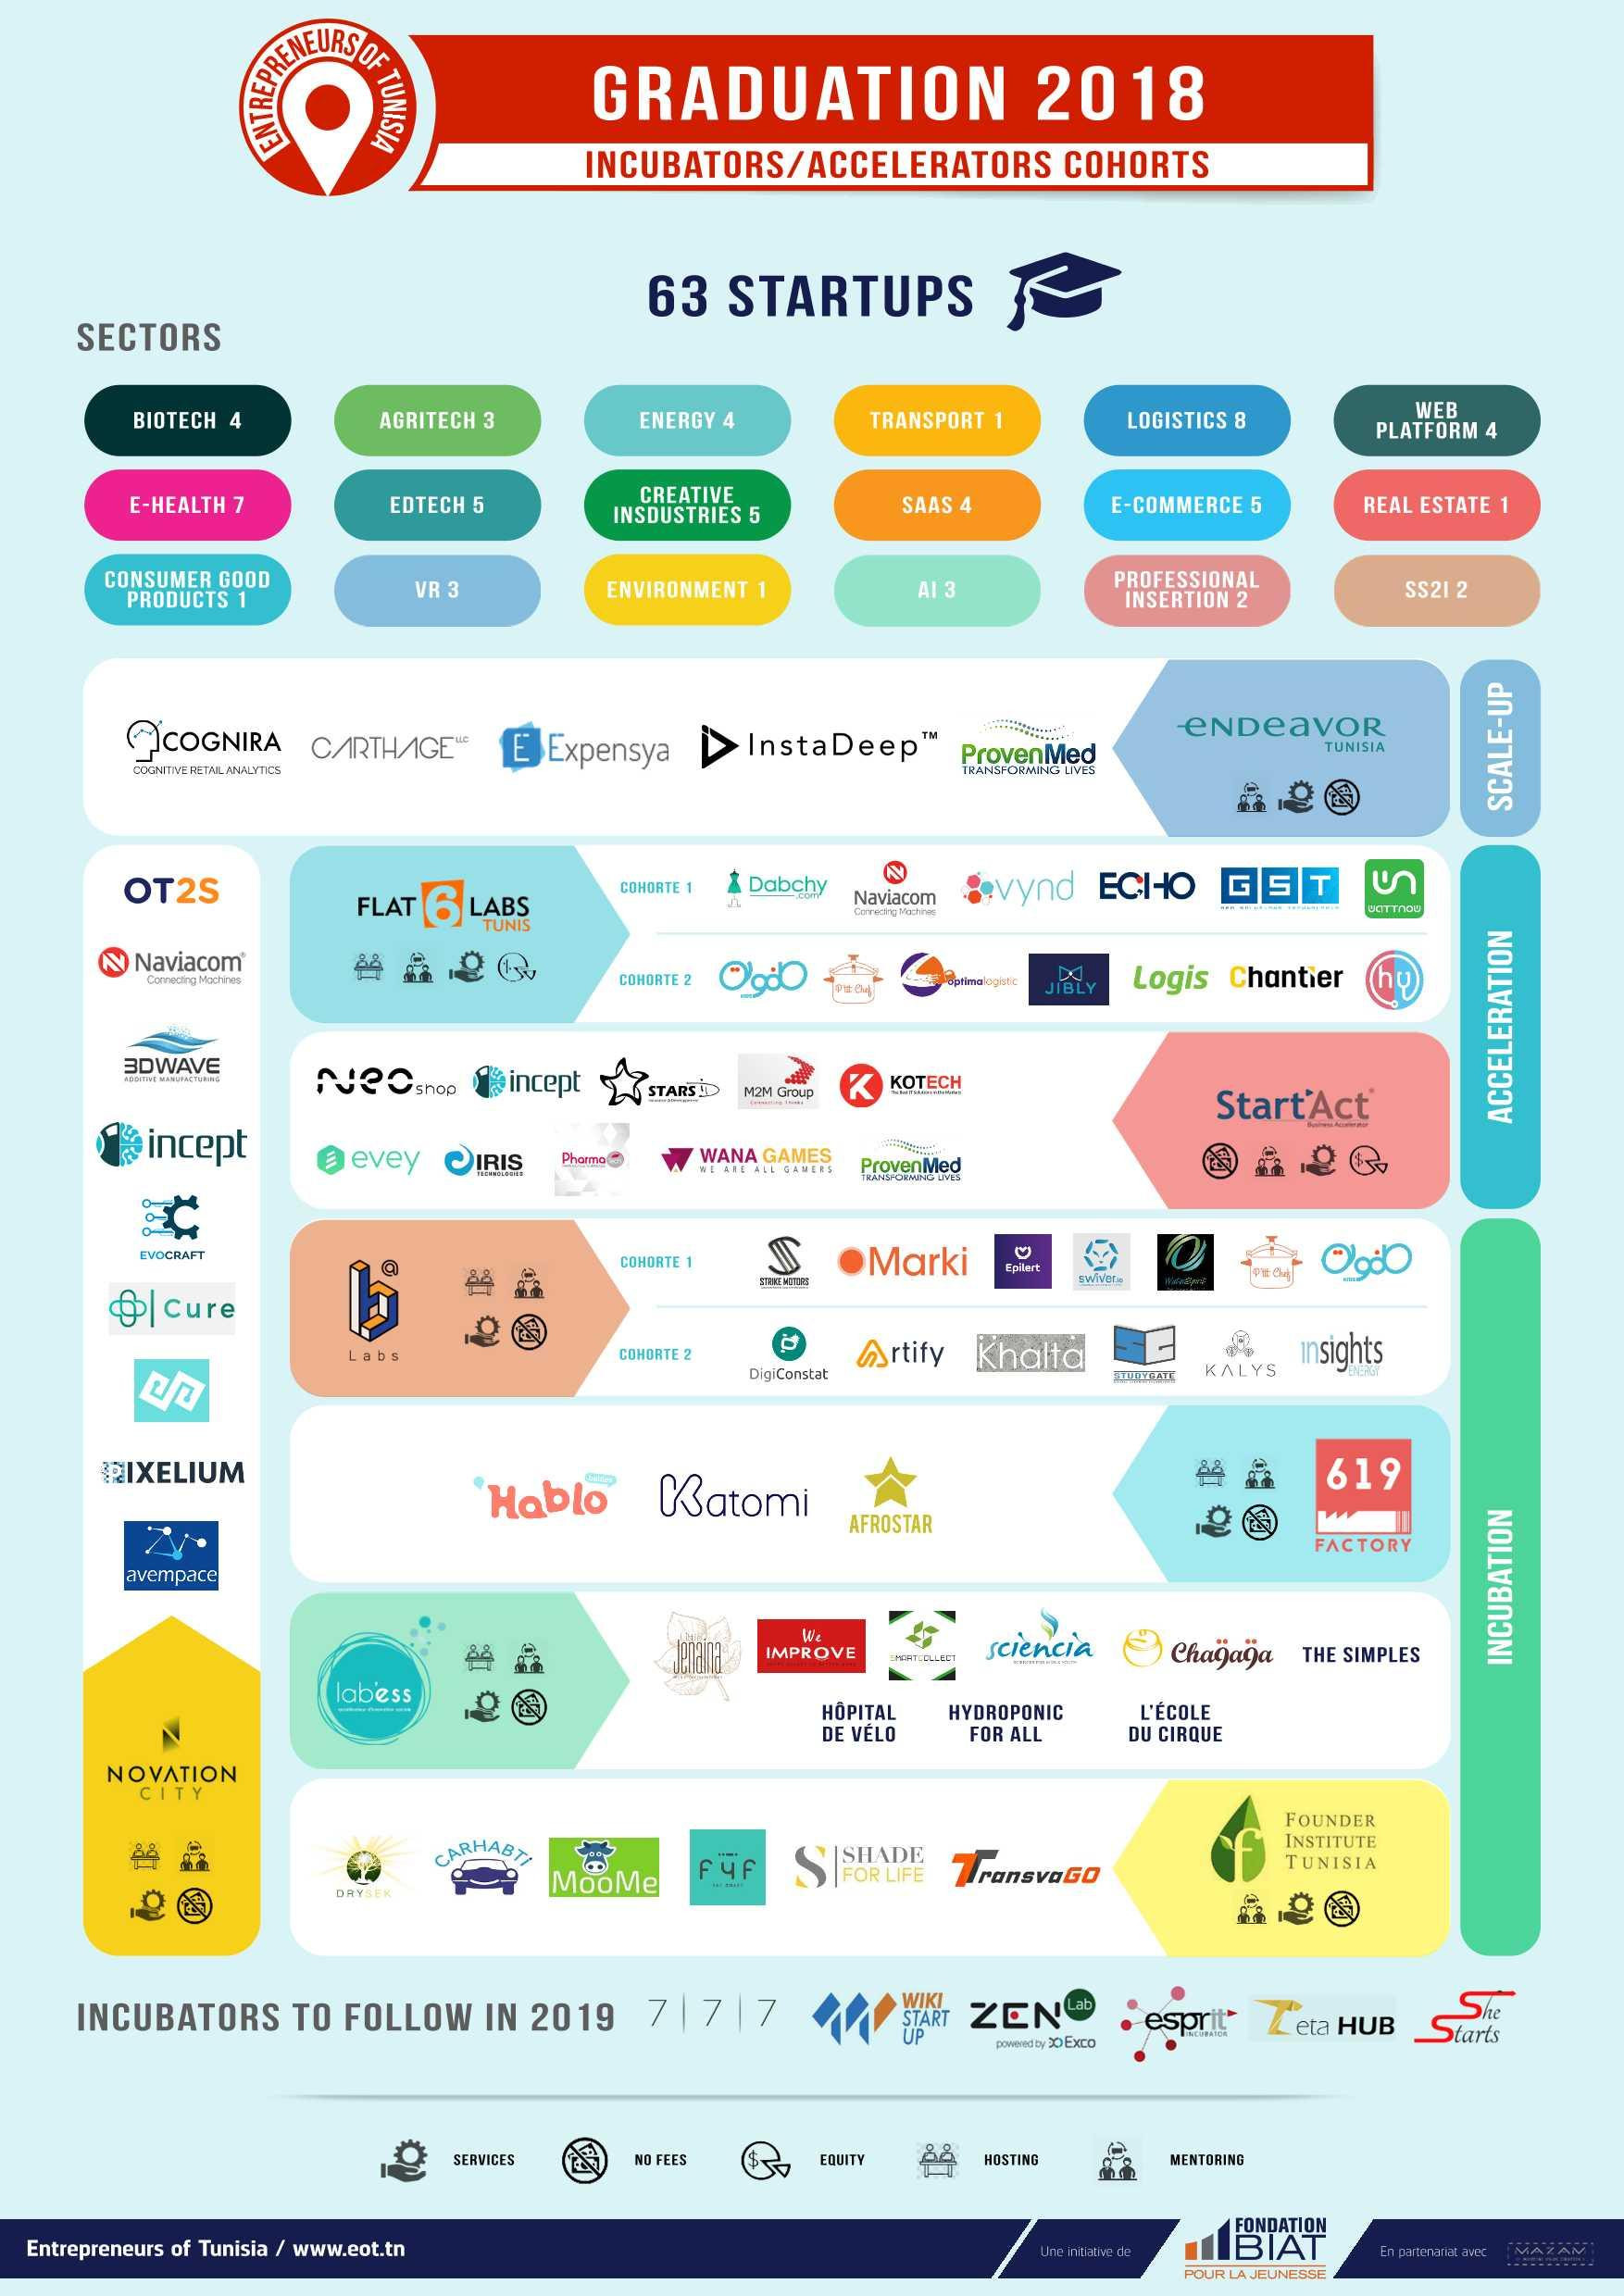 ENTREPRENEURS OF TUNISIA
GRADUATION 2018
INCUBATORS/ACCELERATORS COHORTS
63 STARTUPS
SECTORS
BIOTECH 4
AGRITECH 3
ENERGY 4
TRANSPORT 1
LOGISTICS 8
WEB
PLATFORM 4
E-HEALTH 7
EDTECH 5
CREATIVE
INSDUSTRIES 5
SAAS 4
E-COMMERCE 5
REAL ESTATE 1
CONSUMER GOOD
PRODUCTS 1
VR 3
ENVIRONMENT 1
AI 3
PROFESSIONAL
INSERTION 2
SS2I 2
COGNIRA
COGNITIVE RETAIL ANALYTICS
CARTHAGE LLC
E Expensya
InstaDeep™
ProvenMed
TRANSFORMING LIVES
ENDEAVOR
TUNISIA
SCALE-UP
OT2S
Naviacom
Connecting Machines
3DWAVE
ADDITIVE MANUFACTURING
incept
EVOCRAFT
Cure
PIXELIUM
avempace
NOVATION
CITY
FLAT 6 LABS
TUNIS
COHORTE 1
Dabchy
.com
Naviacom
Connecting Machines
vynd
ECHO
GST
wattnow
COHORTE 2
P'tit Chef
optimalogistic
JIBLY
Logis
Chantier
hy
ACCELERATION
NEO shop
incept
STARS
M2M Group
Connecting Things
KOTECH
evey
IRIS
TECHNOLOGIES
Pharma
WANA GAMES
WE ARE ALL GAMERS
ProvenMed
TRANSFORMING LIVES
Start'Act
Business Accelerator
b@
Labs
COHORTE 1
STRIKE MOTORS
Marki
Epilert
swiver.io
P'tit Chef
COHORTE 2
DigiConstat
Artify
Khalta
STUDYGATE
KALYS
insights
ENERGY
Hablo
Katomi
AFROSTAR
619
FACTORY
INCUBATION
lab'ess
Jenaina
We
IMPROVE
SMARTCOLLECT
sciencia
Chagaga
THE SIMPLES
HÔPITAL
DE VÉLO
HYDROPONIC
FOR ALL
L'ÉCOLE
DU CIRQUE
DRYSEK
CARHABTI
MooMe
F4F
SHADE
FOR LIFE
TransvaGO
FOUNDER
INSTITUTE
TUNISIA
INCUBATORS TO FOLLOW IN 2019
7|7|7
WIKI
START
UP
ZEN Lab
powered by Exco
esprit
INCUBATOR
Zeta HUB
She
Starts
SERVICES
NO FEES
EQUITY
HOSTING
MENTORING
Entrepreneurs of Tunisia / www.eot.tn
Une initiative de
FONDATION
BIAT
POUR LA JEUNESSE
En partenariat avec
MAZAM